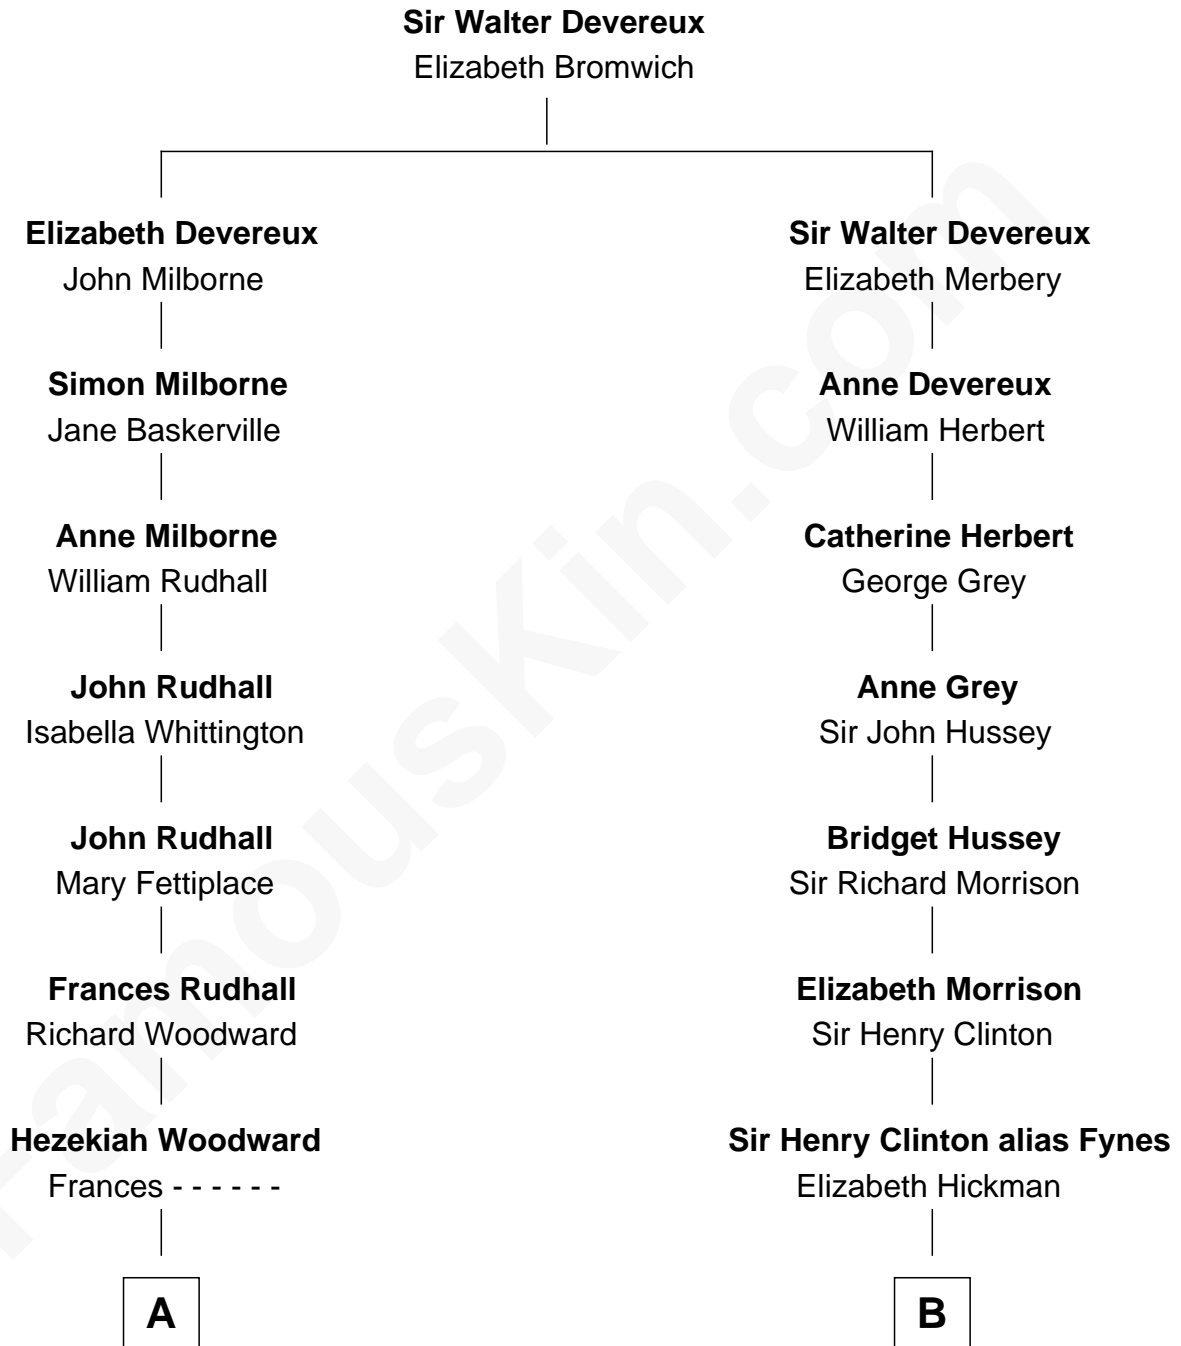 Sir Walter Devereux
Elizabeth Bromwich
Elizabeth Devereux
John Milborne
Simon Milborne
Jane Baskerville
Anne Milborne
William Rudhall
John Rudhall
Isabella Whittington
John Rudhall
Mary Fettiplace
Frances Rudhall
Richard Woodward
Hezekiah Woodward
Frances - - - - - -
A
Sir Walter Devereux
Elizabeth Merbery
Anne Devereux
William Herbert
Catherine Herbert
George Grey
Anne Grey
Sir John Hussey
Bridget Hussey
Sir Richard Morrison
Elizabeth Morrison
Sir Henry Clinton
Sir Henry Clinton alias Fynes
Elizabeth Hickman
B
FamousKin.com